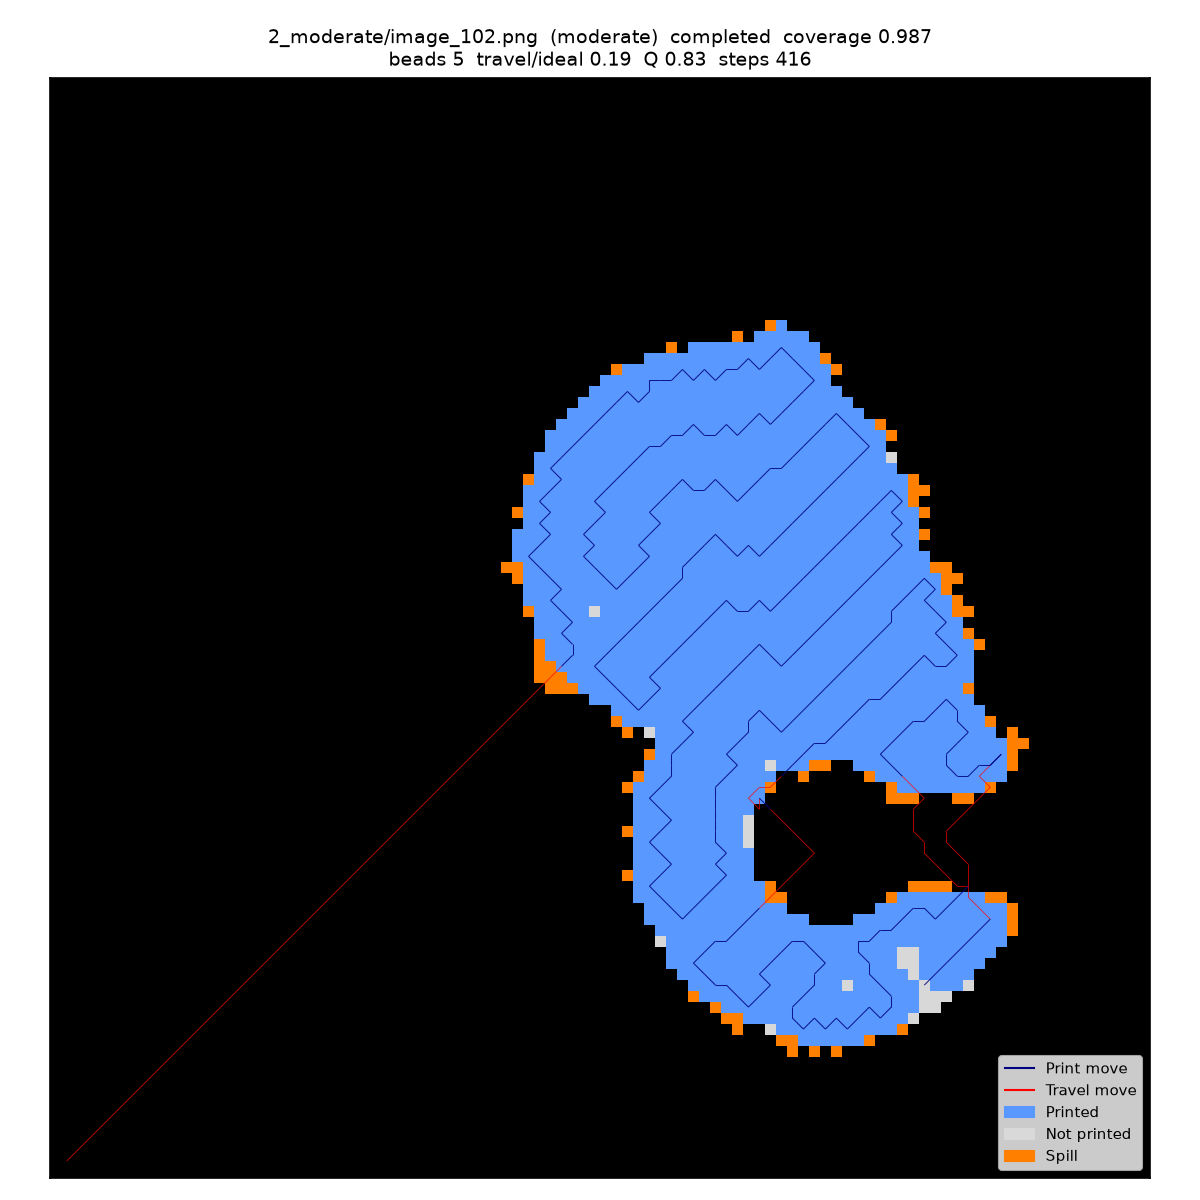 2_moderate/image_102.png  (moderate)  completed  coverage 0.987
beads 5  travel/ideal 0.19  Q 0.83  steps 416
Print move
Travel move
Printed
Not printed
Spill